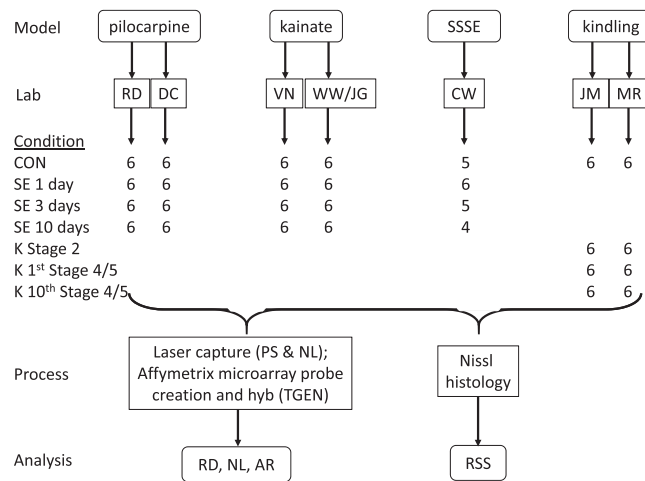 Model pilocarpine kainate SSSE kindling
Lab RD DC VN WW/JG CW JM MR
Condition
CON 6 6 6 6 5 6 6
SE 1 day 6 6 6 6 6
SE 3 days 6 6 6 6 5
SE 10 days 6 6 6 6 4
K Stage 2 6 6
K 1st Stage 4/5 6 6
K 10th Stage 4/5 6 6
Process
Laser capture (PS & NL);
Affymetrix microarray probe
creation and hyb (TGEN)
Nissl
histology
Analysis RD, NL, AR RSS